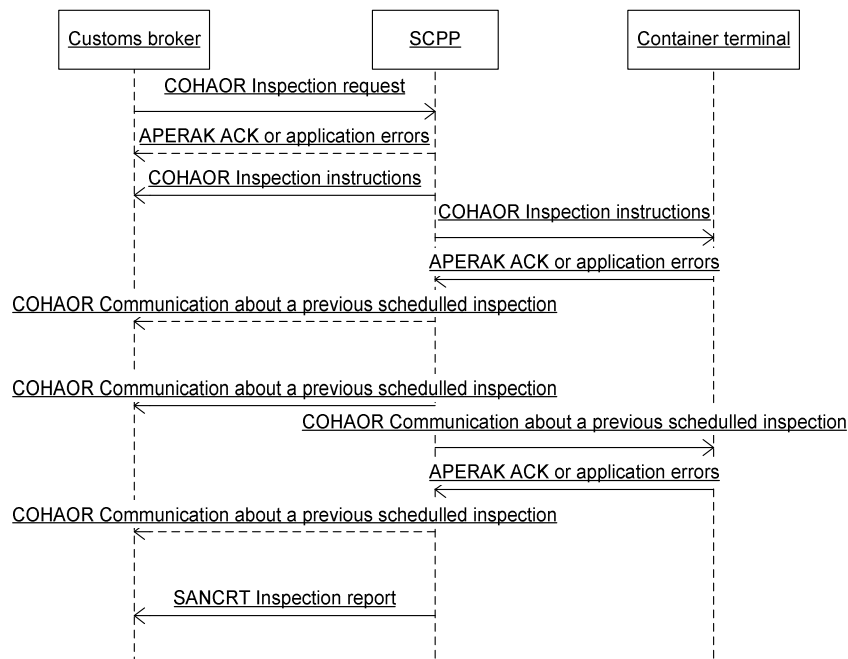 Customs broker
SCPP
Container terminal
COHAOR Inspection request
APERAK ACK or application errors
COHAOR Inspection instructions
COHAOR Inspection instructions
APERAK ACK or application errors
COHAOR Communication about a previous schedulled inspection
COHAOR Communication about a previous schedulled inspection
COHAOR Communication about a previous schedulled inspection
APERAK ACK or application errors
COHAOR Communication about a previous schedulled inspection
SANCRT Inspection report